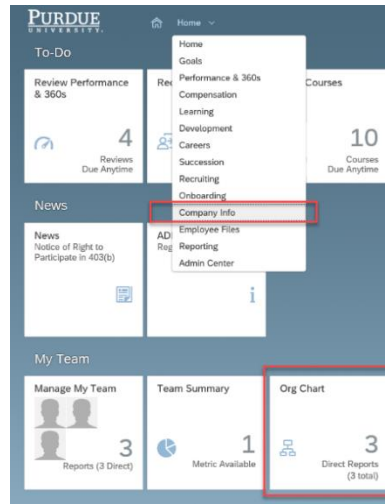 PURDUE
UNIVERSITY.
Home
To-Do
Home
Goals
Performance & 360s
Compensation
Learning
Development
Careers
Succession
Recruiting
Onboarding
Company Info
Employee Files
Reporting
Admin Center
Review Performance
& 360s
4
Reviews
Due Anytime
Courses
10
Courses
Due Anytime
News
News
Notice of Right to
Participate in 403(b)
i
My Team
Manage My Team
3
Reports (3 Direct)
Team Summary
1
Metric Available
Org Chart
3
Direct Reports
(3 total)